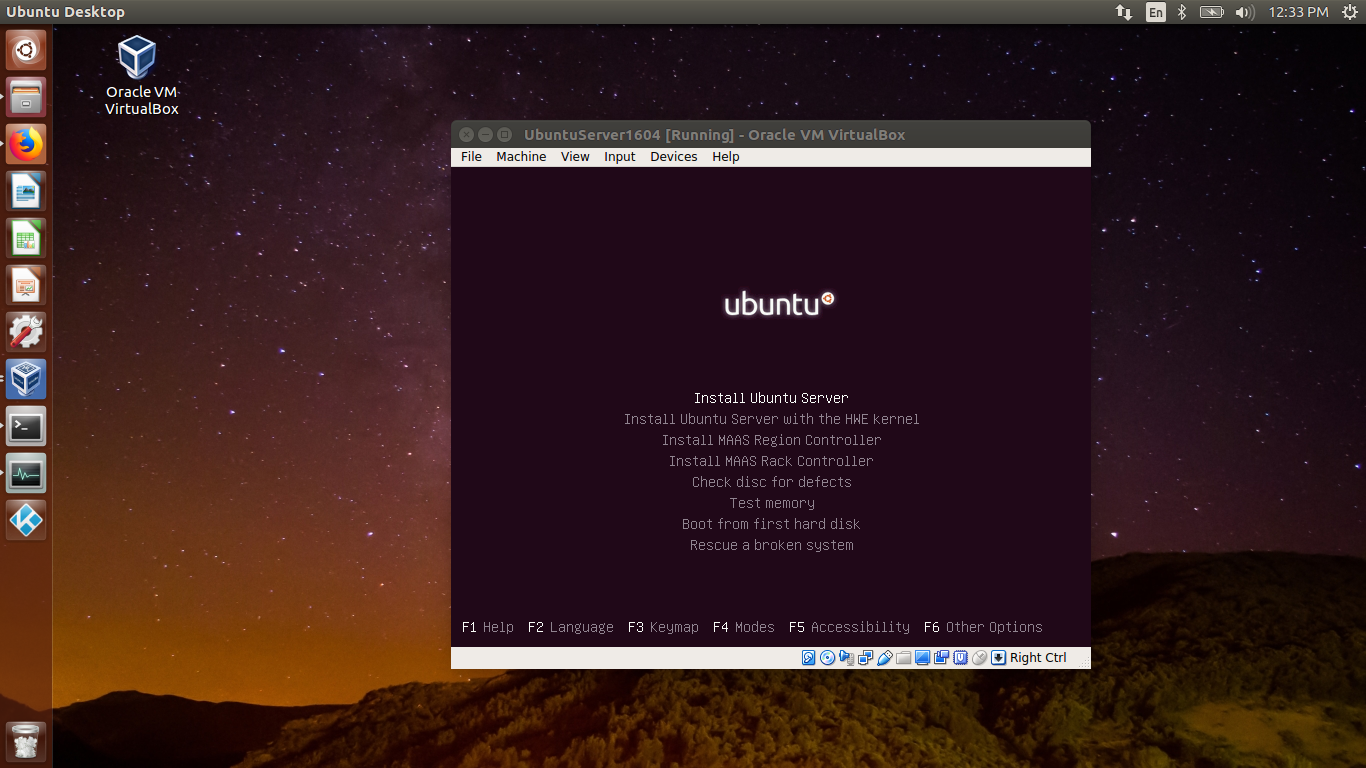 Ubuntu Desktop
En
12:33 PM
Oracle VM
VirtualBox
UbuntuServer1604 [Running] - Oracle VM VirtualBox
File Machine View Input Devices Help
ubuntu
Install Ubuntu Server
Install Ubuntu Server with the HWE kernel
Install MAAS Region Controller
Install MAAS Rack Controller
Check disc for defects
Test memory
Boot from first hard disk
Rescue a broken system
F1 Help F2 Language F3 Keymap F4 Modes F5 Accessibility F6 Other Options
Right Ctrl